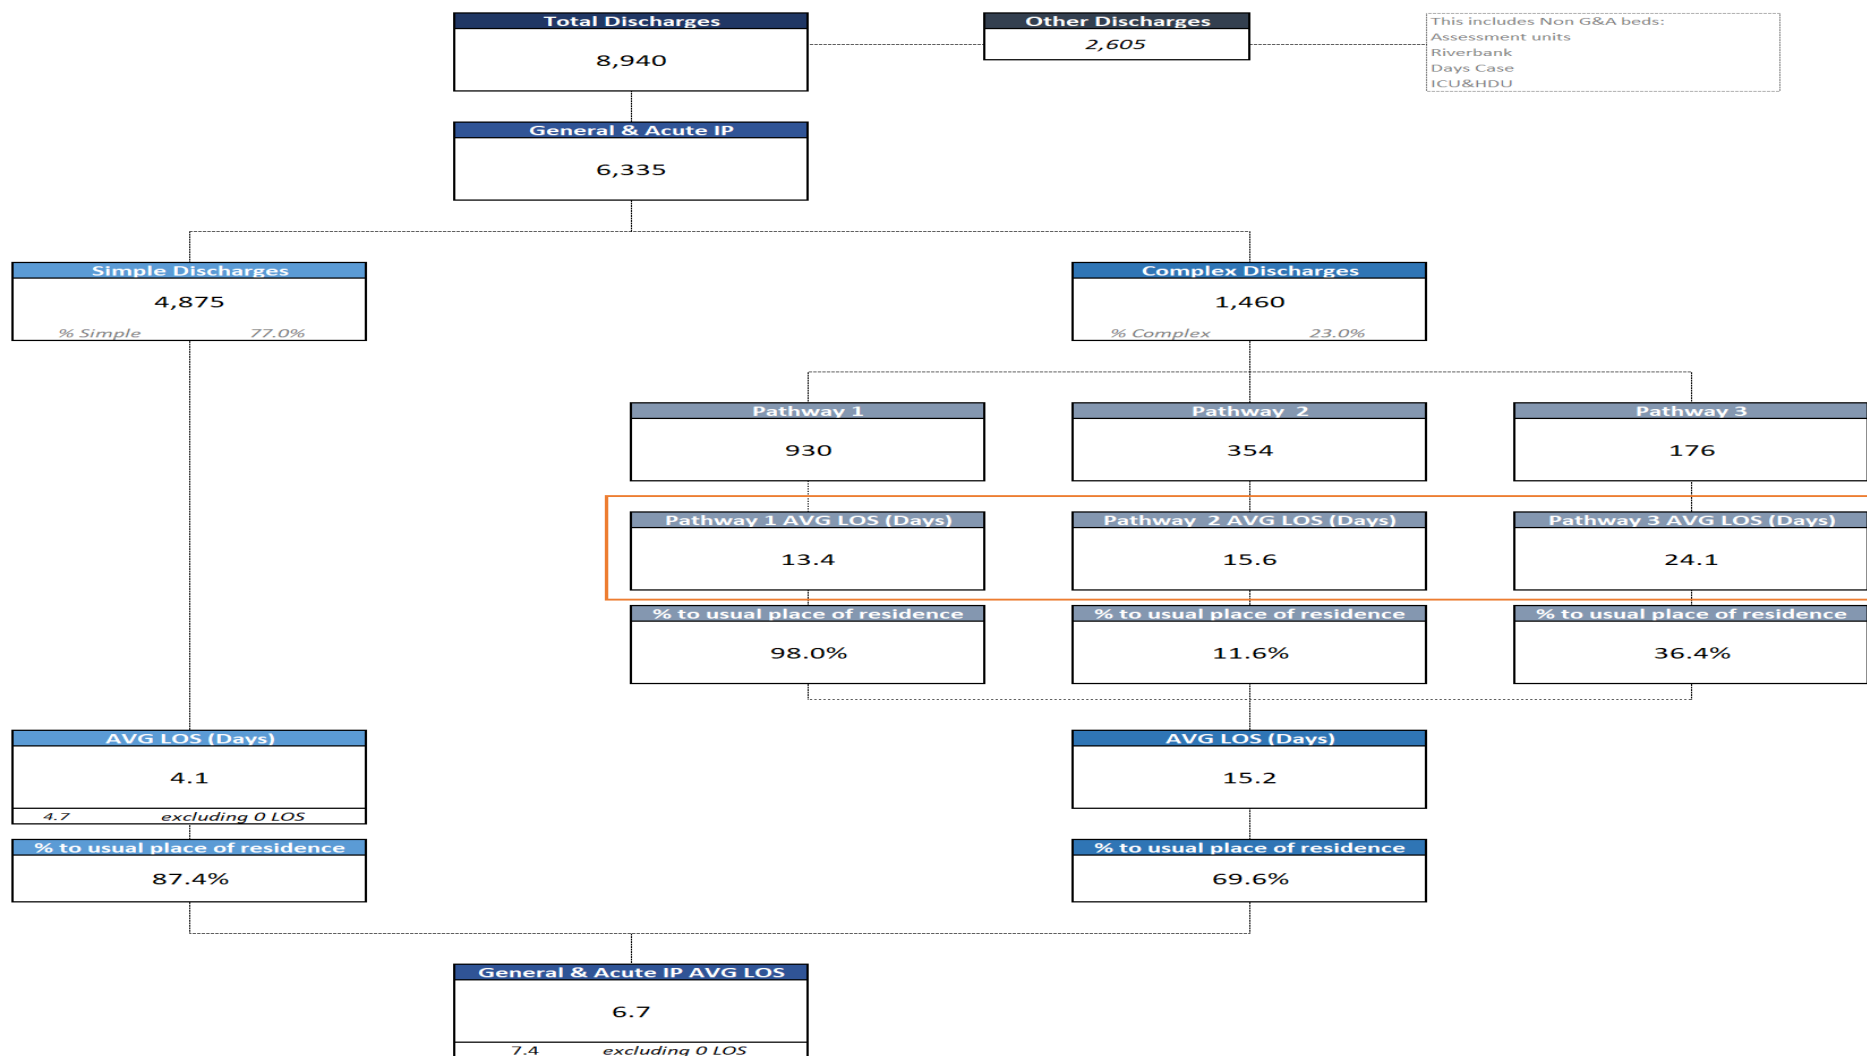 Total Discharges
8,940
Other Discharges
2,605
This includes Non G&A beds:
Assessment units
Riverbank
Days Case
ICU&HDU
General & Acute IP
6,335
Simple Discharges
4,875
% Simple 77.0%
Complex Discharges
1,460
% Complex 23.0%
Pathway 1
930
Pathway 2
354
Pathway 3
176
Pathway 1 AVG LOS (Days)
13.4
Pathway 2 AVG LOS (Days)
15.6
Pathway 3 AVG LOS (Days)
24.1
% to usual place of residence
98.0%
% to usual place of residence
11.6%
% to usual place of residence
36.4%
AVG LOS (Days)
4.1
4.7 excluding 0 LOS
% to usual place of residence
87.4%
AVG LOS (Days)
15.2
% to usual place of residence
69.6%
General & Acute IP AVG LOS
6.7
7.4 excluding 0 LOS